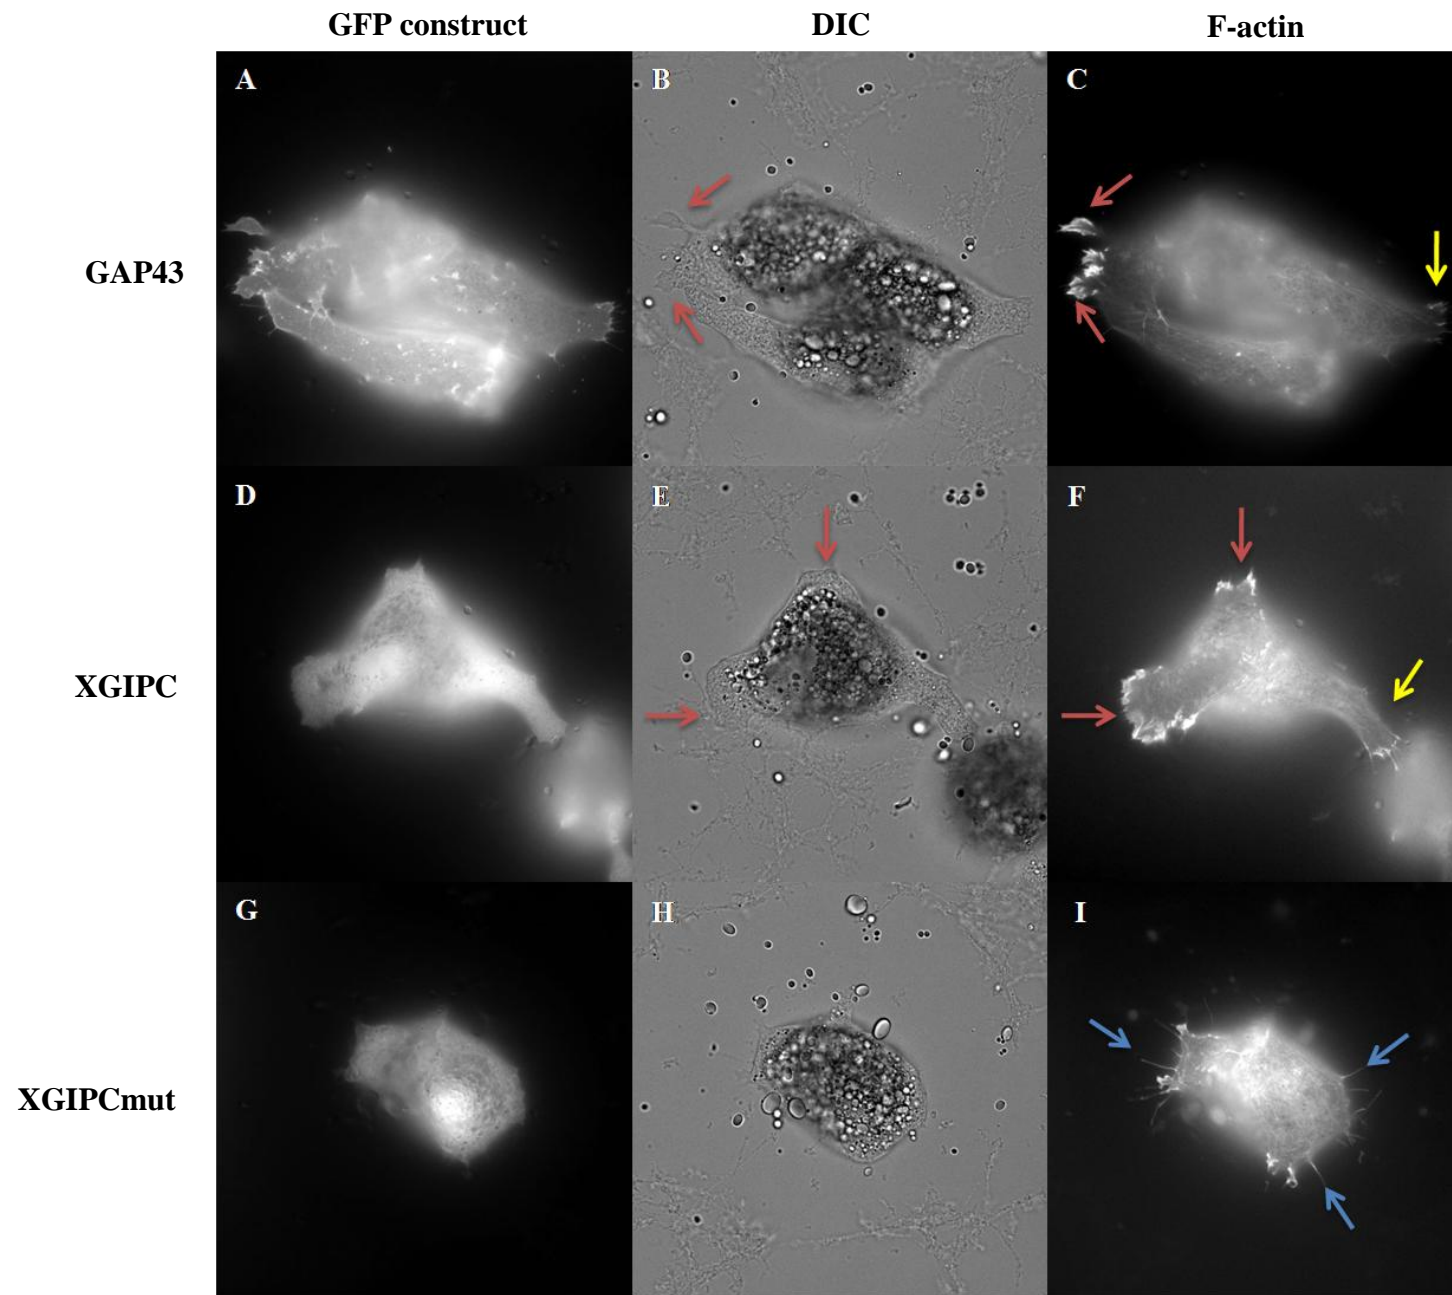 GFP construct DIC F-actin
A B C
GAP43
D E F
XGIPC
G H I
XGIPCmut